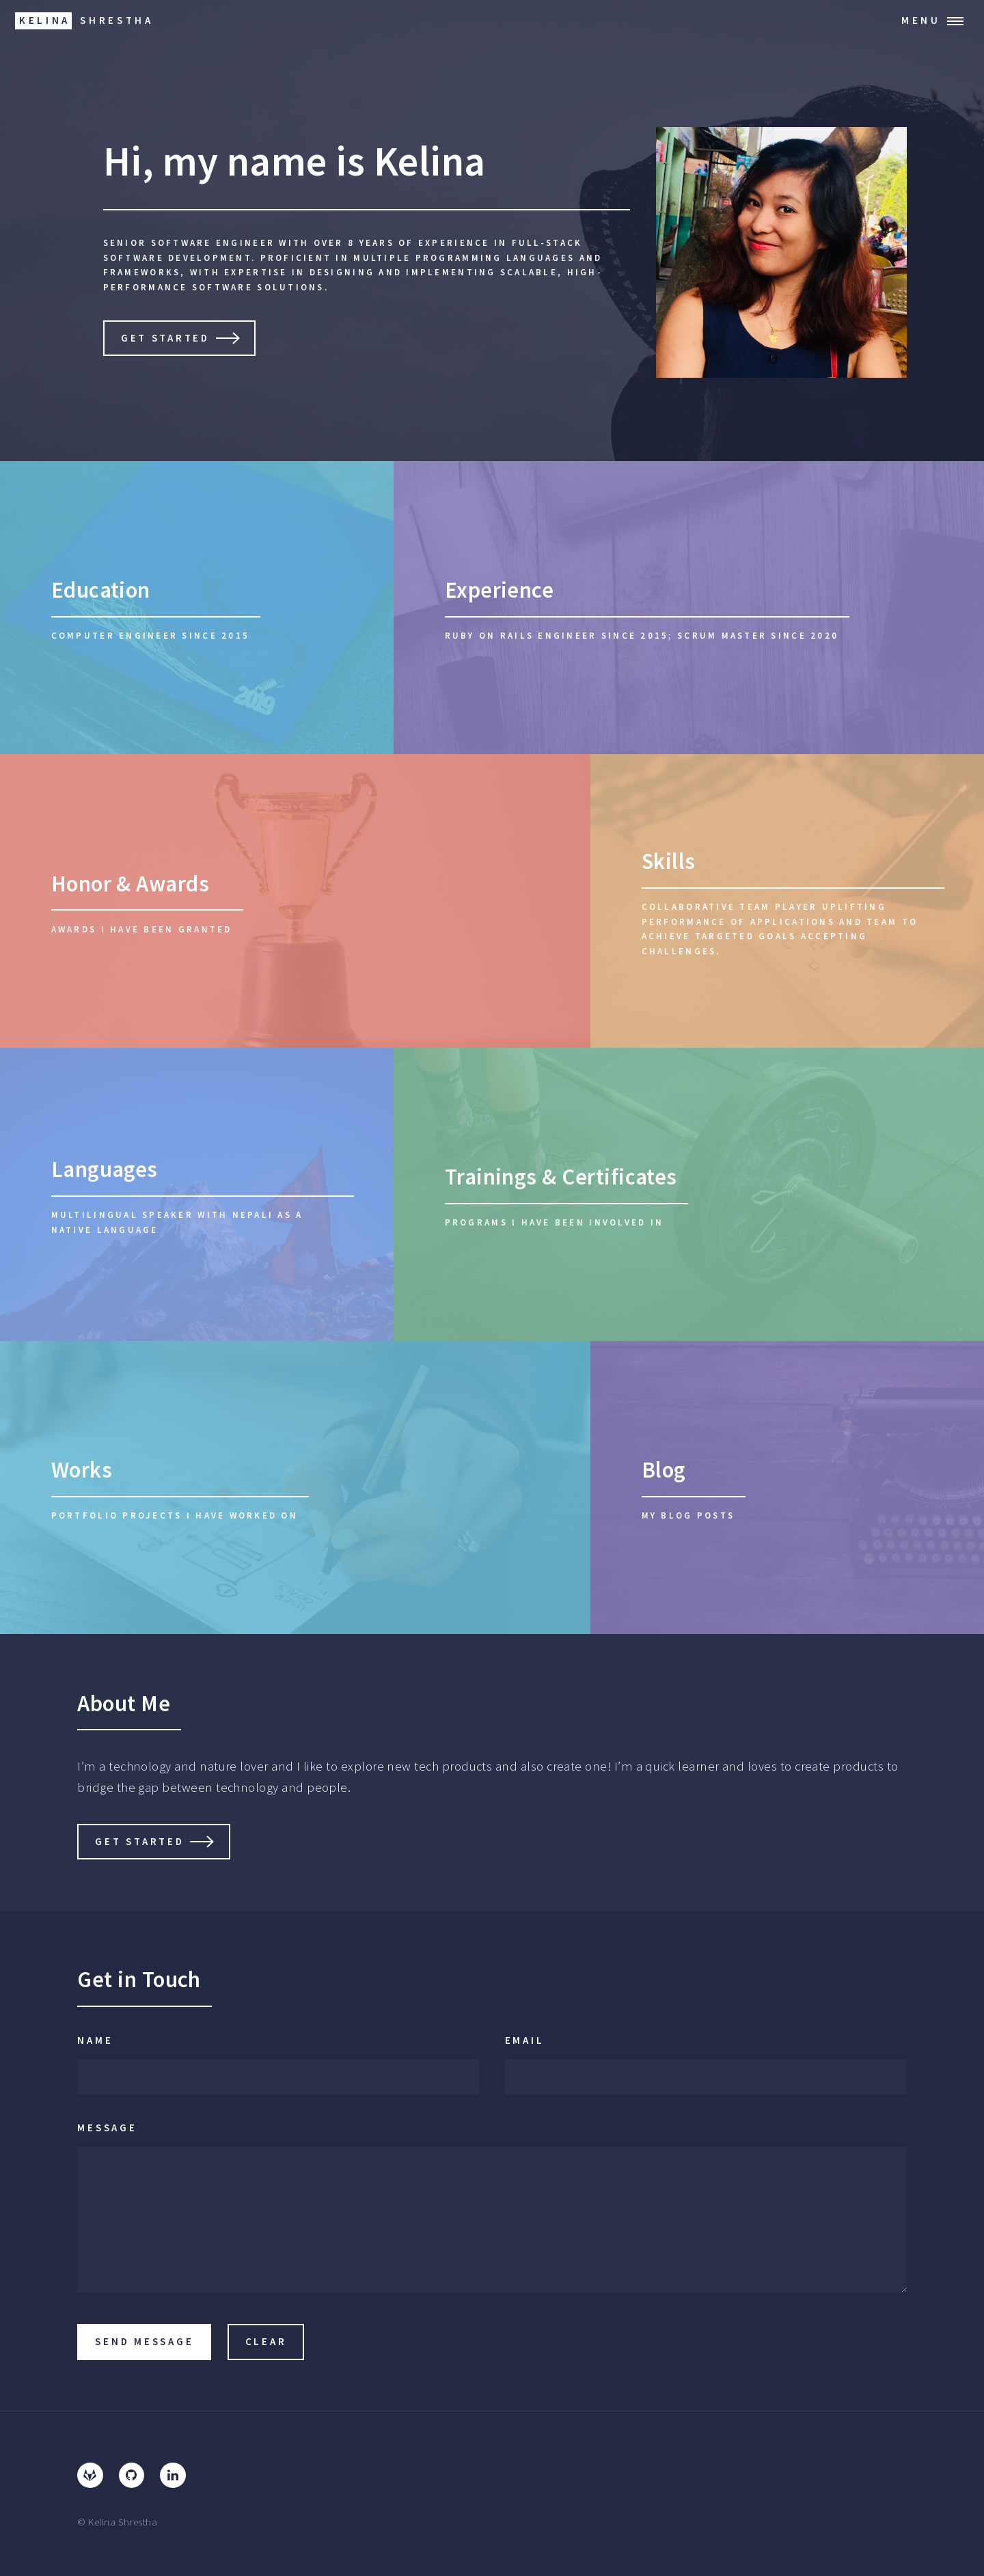 KELINA SHRESTHA
MENU
Hi, my name is Kelina
SENIOR SOFTWARE ENGINEER WITH OVER 8 YEARS OF EXPERIENCE IN FULL-STACK
SOFTWARE DEVELOPMENT. PROFICIENT IN MULTIPLE PROGRAMMING LANGUAGES AND
FRAMEWORKS, WITH EXPERTISE IN DESIGNING AND IMPLEMENTING SCALABLE, HIGH-
PERFORMANCE SOFTWARE SOLUTIONS.
GET STARTED
Education
COMPUTER ENGINEER SINCE 2015
2019
Experience
RUBY ON RAILS ENGINEER SINCE 2015; SCRUM MASTER SINCE 2020
Honor & Awards
AWARDS I HAVE BEEN GRANTED
Skills
COLLABORATIVE TEAM PLAYER UPLIFTING
PERFORMANCE OF APPLICATIONS AND TEAM TO
ACHIEVE TARGETED GOALS ACCEPTING
CHALLENGES.
Languages
MULTILINGUAL SPEAKER WITH NEPALI AS A
NATIVE LANGUAGE
Trainings & Certificates
PROGRAMS I HAVE BEEN INVOLVED IN
Works
PORTFOLIO PROJECTS I HAVE WORKED ON
Blog
MY BLOG POSTS
About Me
I'm a technology and nature lover and I like to explore new tech products and also create one! I'm a quick learner and loves to create products to
bridge the gap between technology and people.
GET STARTED
Get in Touch
NAME
EMAIL
MESSAGE
SEND MESSAGE
CLEAR
in
© Kelina Shrestha